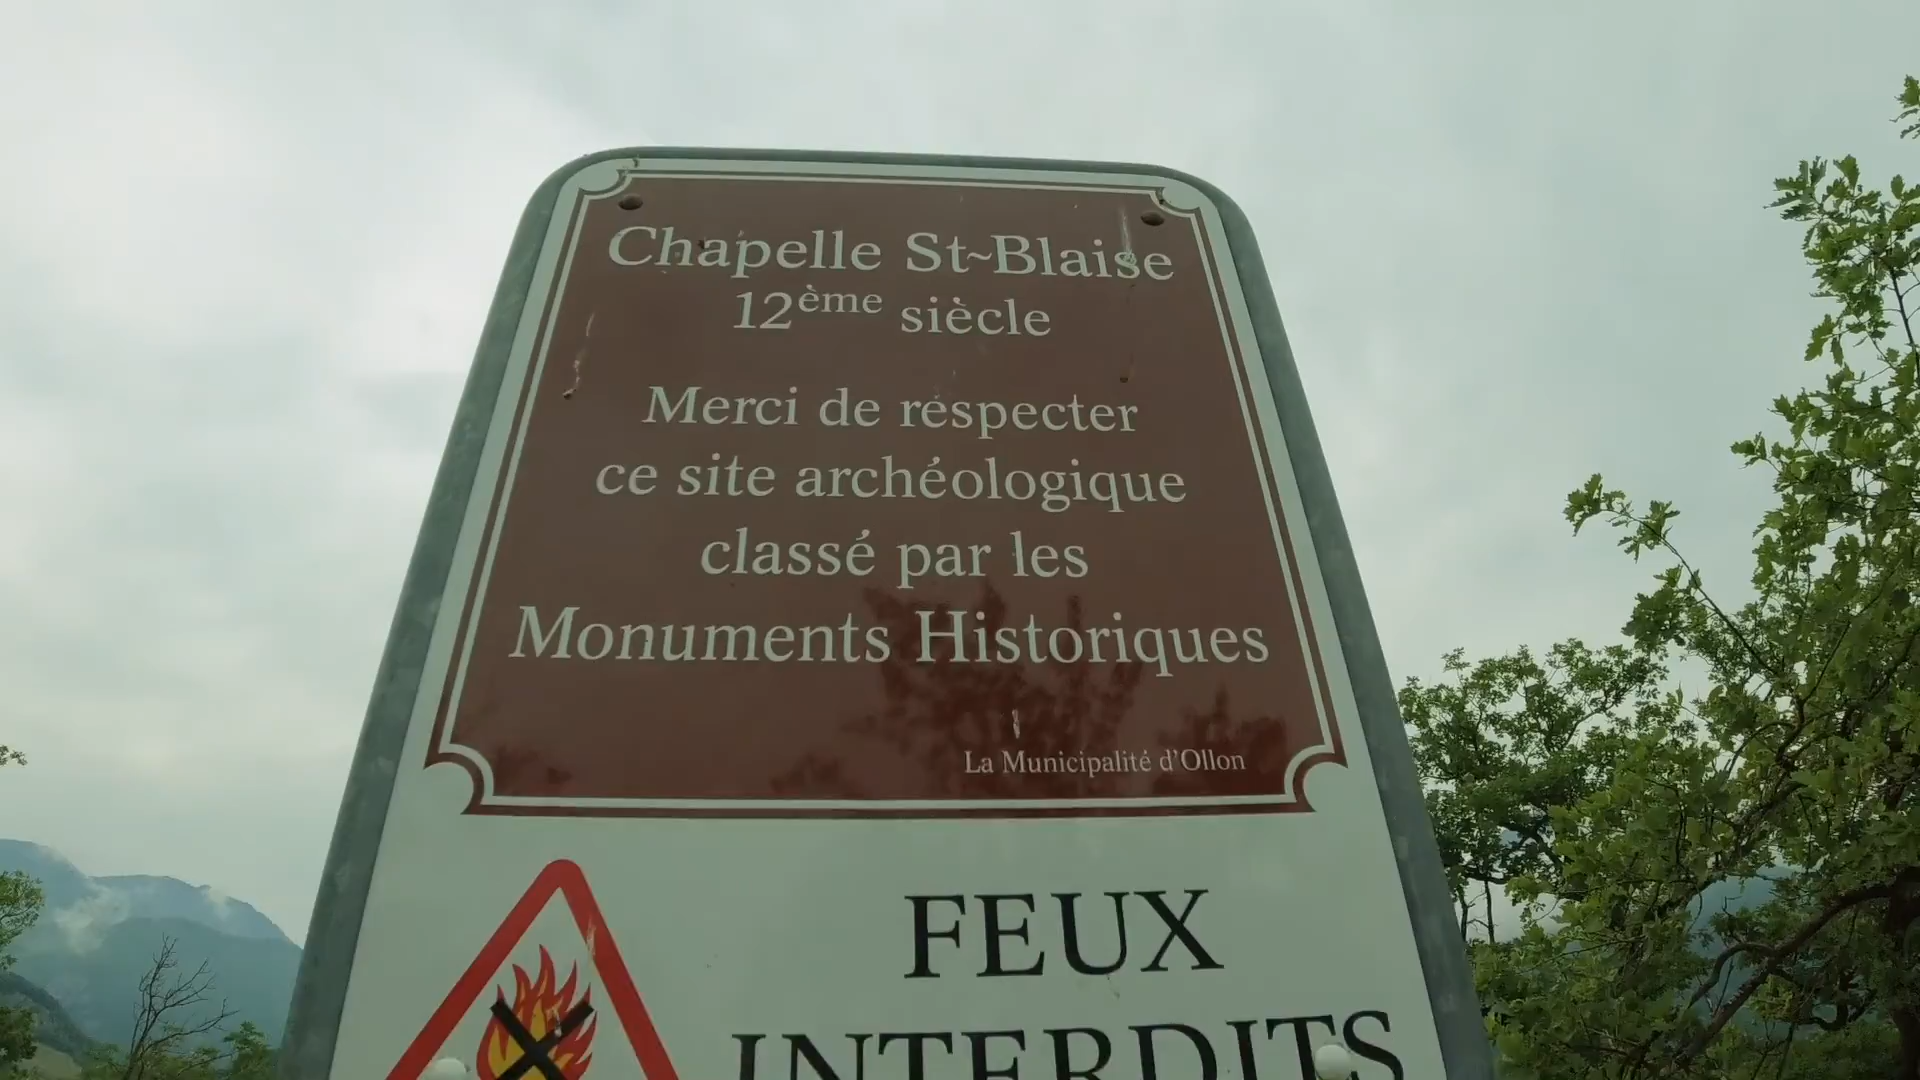 Chapelle St~Blaise
12ème siècle
Merci de respecter
ce site archéologique
classé par les
Monuments Historiques
La Municipalité d'Ollon
FEUX
INTERDITS